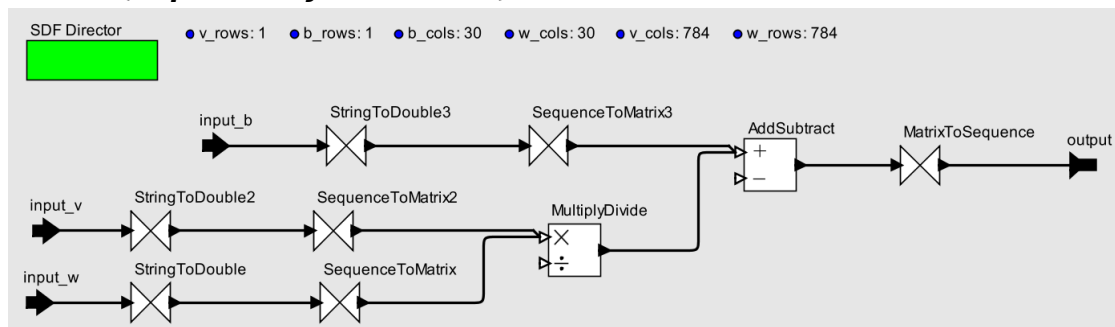 SDF Director
v_rows: 1 b_rows: 1 b_cols: 30 w_cols: 30 v_cols: 784 w_rows: 784
input_b
StringToDouble3
SequenceToMatrix3
AddSubtract
+
−
MatrixToSequence
output
input_v
StringToDouble2
SequenceToMatrix2
MultiplyDivide
×
÷
input_w
StringToDouble
SequenceToMatrix